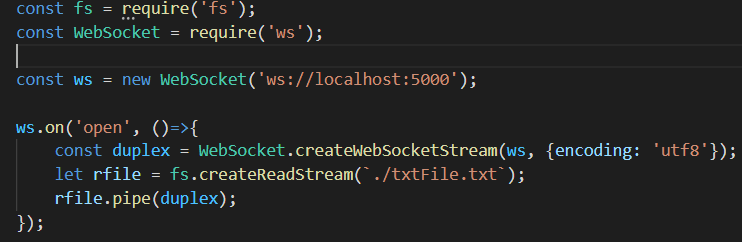 const fs = require('fs');
const WebSocket = require('ws');
const ws = new WebSocket('ws://localhost:5000');
ws.on('open', ()=>{
    const duplex = WebSocket.createWebSocketStream(ws, {encoding: 'utf8'});
    let rfile = fs.createReadStream(`./txtFile.txt`);
    rfile.pipe(duplex);
});